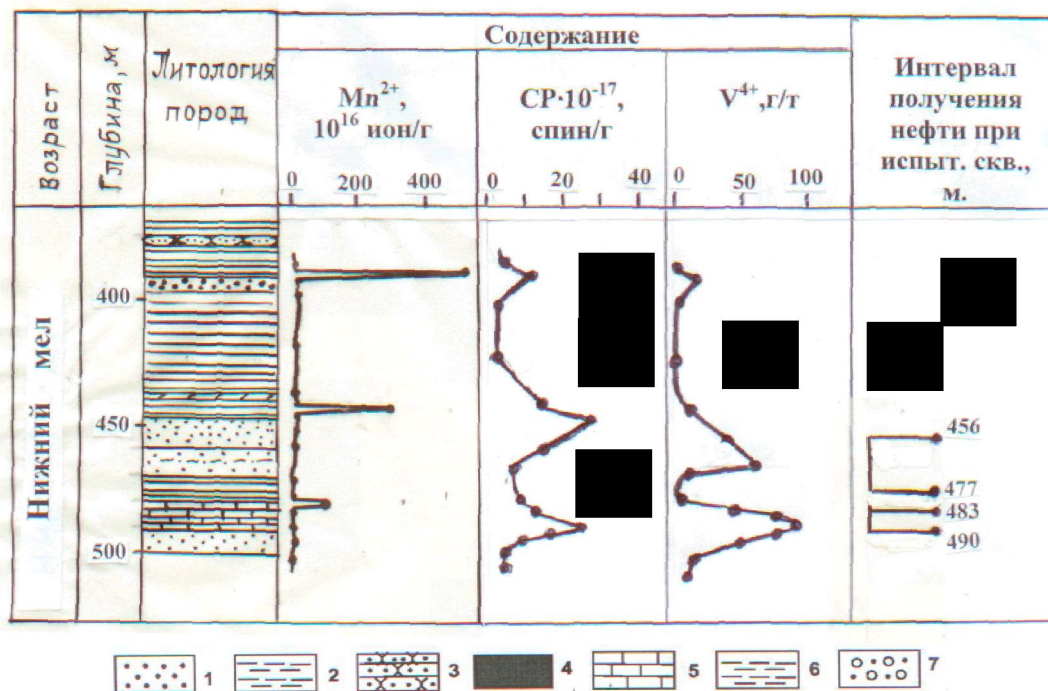 Возраст
Глубина, м
Литология
пород
Содержание
Mn²⁺,
10¹⁶ ион/г
0 200 400
СР·10⁻¹⁷,
спин/г
0 20 40
V⁴⁺,г/т
0 50 100
Интервал
получения
нефти при
испыт. скв.,
м.
Нижний мел
400
450
500
456
477
483
490
1 2 3 4 5 6 7